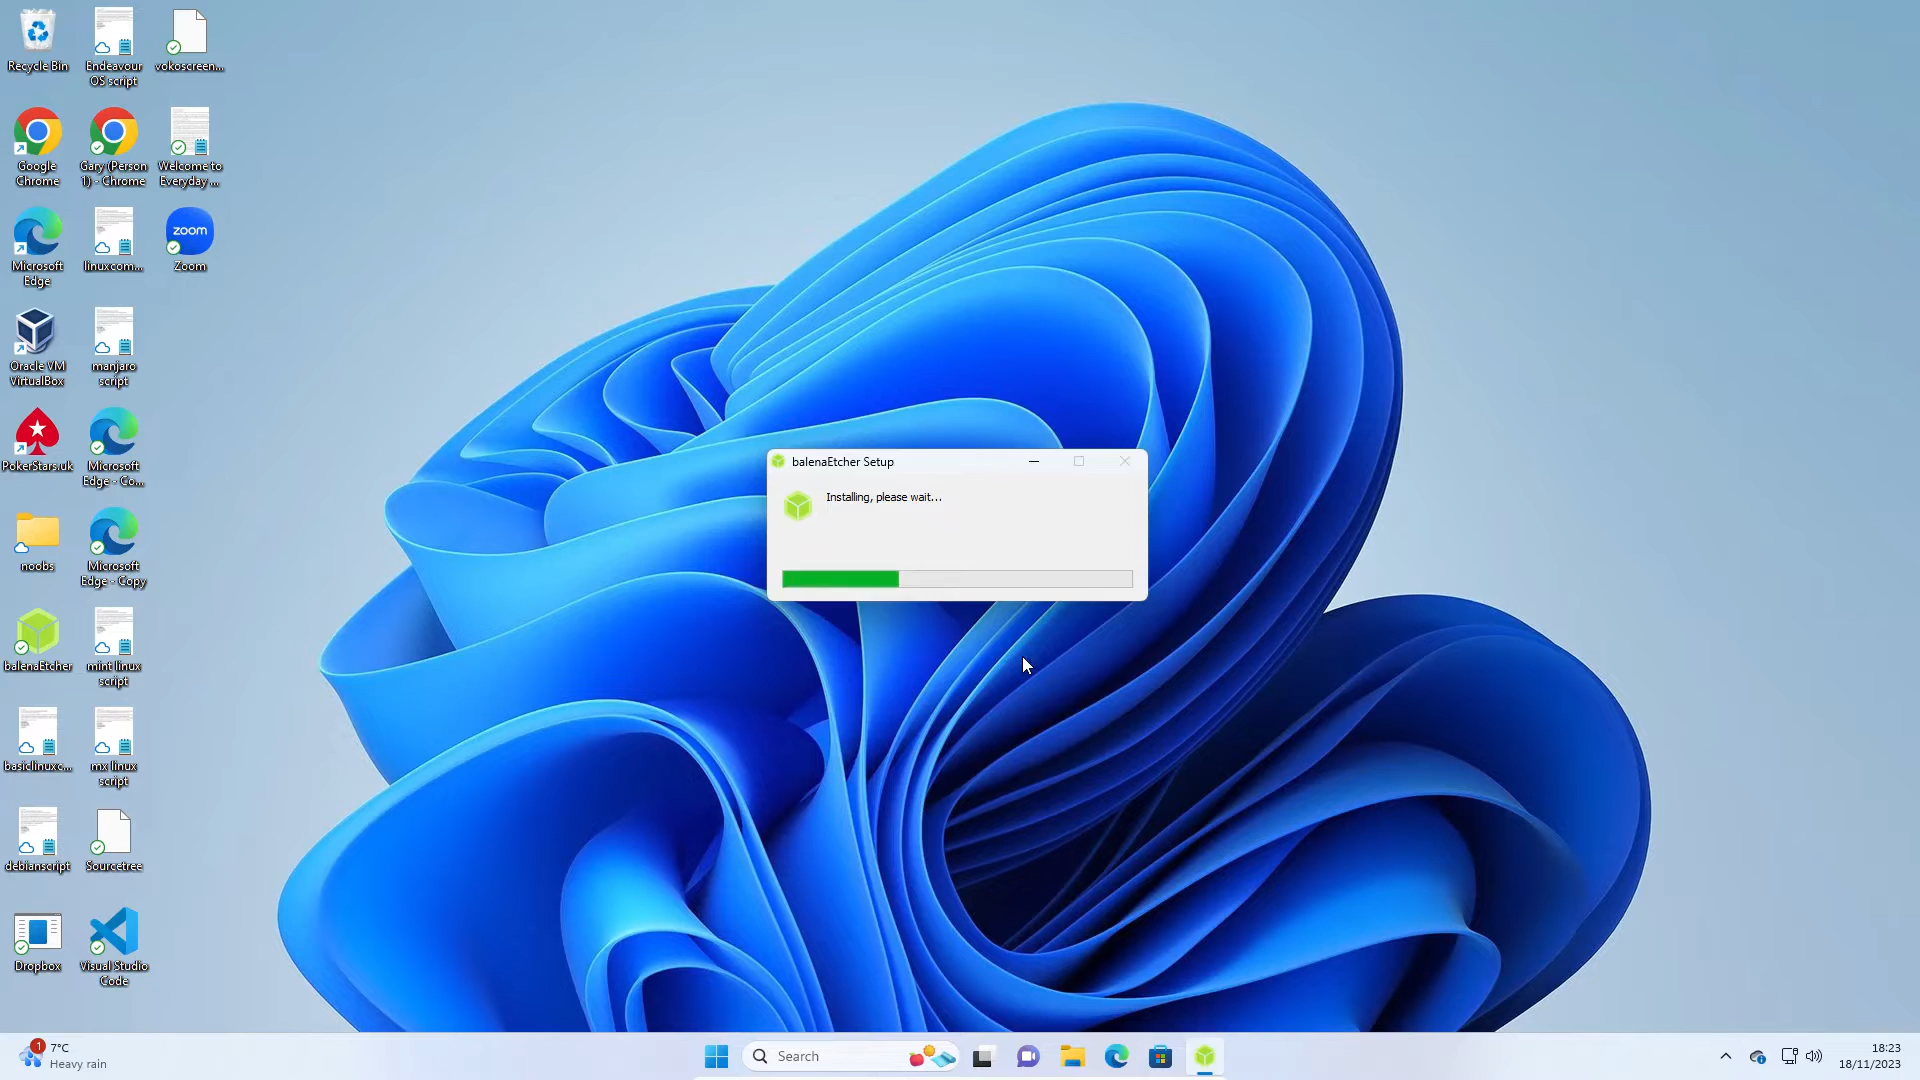 Recycle Bin
Endeavour
OS script
vokoscreen...
Google
Chrome
Gary (Person
1) - Chrome
Welcome to
Everyday ...
Microsoft
Edge
linuxcom...
zoom
Zoom
Oracle VM
VirtualBox
manjaro
script
PokerStars.uk
Microsoft
Edge - Co...
noobs
Microsoft
Edge - Copy
balenaEtcher
mint linux
script
basiclinuxc...
mx linux
script
debianscript
Sourcetree
Dropbox
Visual Studio
Code
balenaEtcher Setup
Installing, please wait...
1
7°C
Heavy rain
Search
18:23
18/11/2023